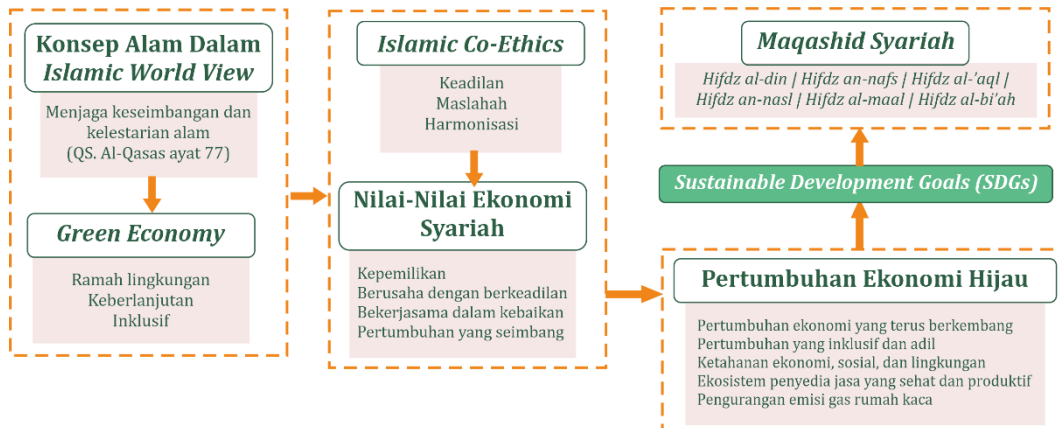 Konsep Alam Dalam
Islamic World View
Menjaga keseimbangan dan
kelestarian alam
(QS. Al-Qasas ayat 77)
Green Economy
Ramah lingkungan
Keberlanjutan
Inklusif
Islamic Co-Ethics
Keadilan
Maslahah
Harmonisasi
Nilai-Nilai Ekonomi
Syariah
Kepemilikan
Berusaha dengan berkeadilan
Bekerjasama dalam kebaikan
Pertumbuhan yang seimbang
Maqashid Syariah
Hifdz al-din | Hifdz an-nafs | Hifdz al-'aql |
Hifdz an-nasl | Hifdz al-maal | Hifdz al-bi'ah
Sustainable Development Goals (SDGs)
Pertumbuhan Ekonomi Hijau
Pertumbuhan ekonomi yang terus berkembang
Pertumbuhan yang inklusif dan adil
Ketahanan ekonomi, sosial, dan lingkungan
Ekosistem penyedia jasa yang sehat dan produktif
Pengurangan emisi gas rumah kaca